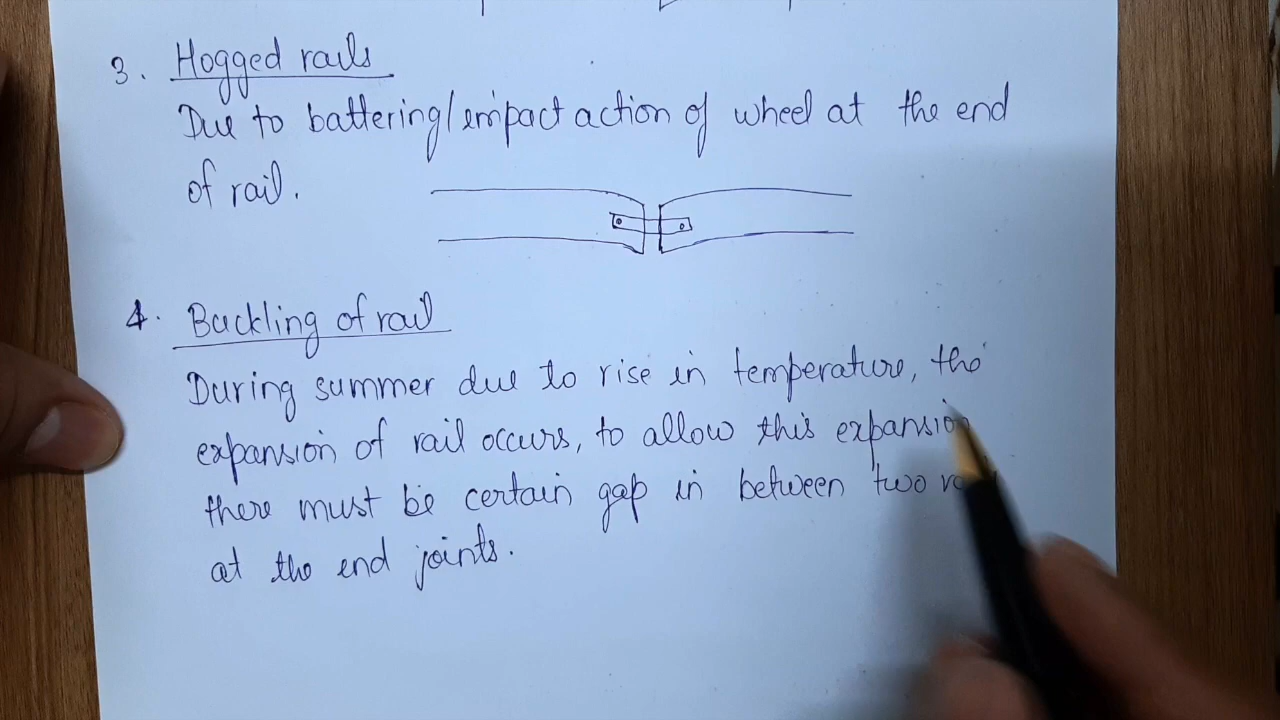 3. Hogged rails
Due to battering/impact action of wheel at the end
of rail.
4. Buckling of rail
During summer due to rise in temperature, the
expansion of rail occurs, to allow this expansion
there must be certain gap in between two
at the end joints.